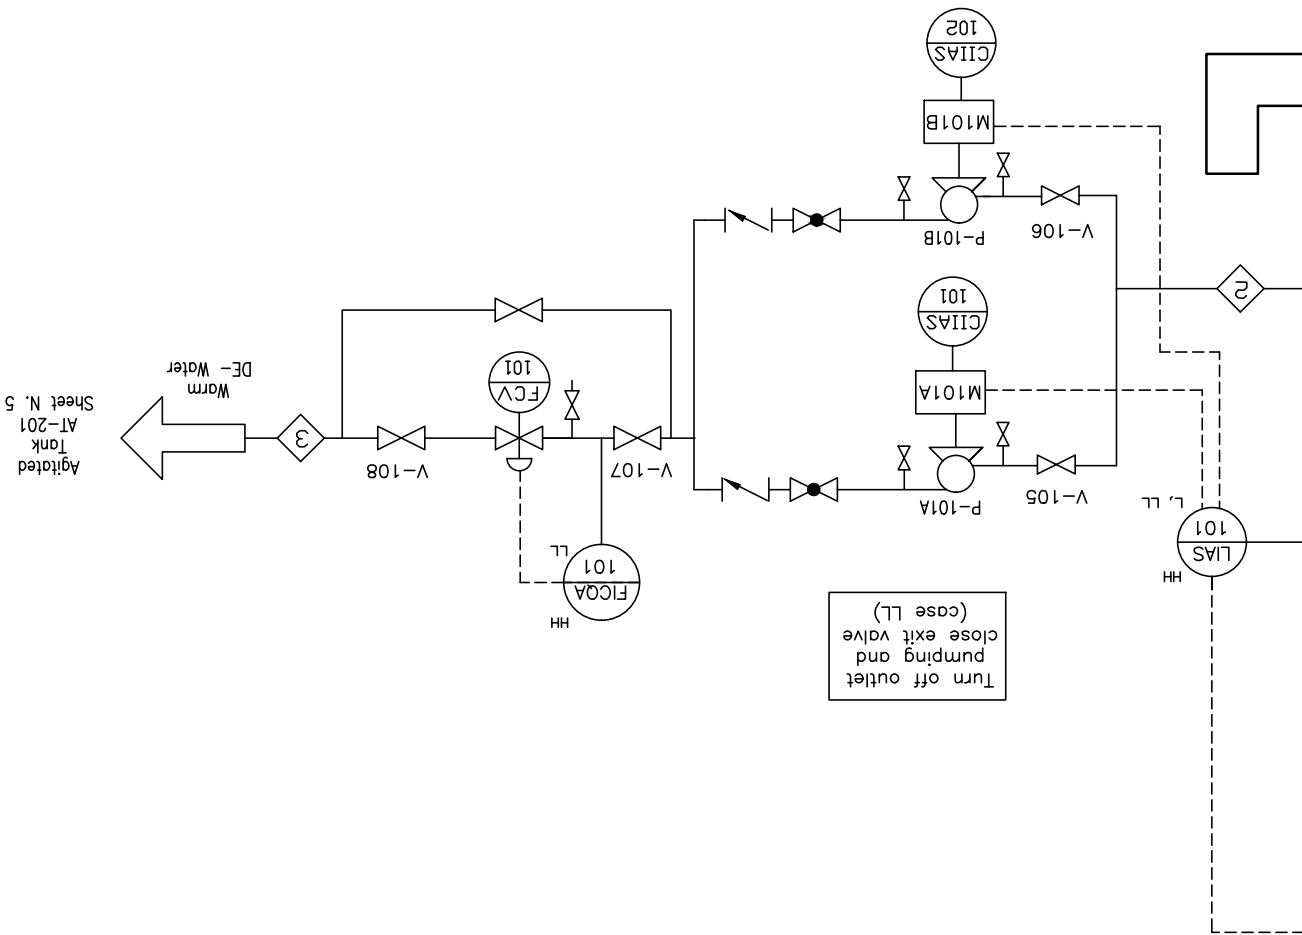 Turn off outlet
pumping and
close exit valve
(case LL)
HH
FICQA
101
LL
HH
LIAS
101
L, LL
V-105
P-101A
V-107
V-108
3
Agitated
Tank
AT-201
Sheet N. 5
Warm
DE- Water
M101A
FCV
101
CIIAS
101
2
V-106
P-101B
M101B
CIIAS
102